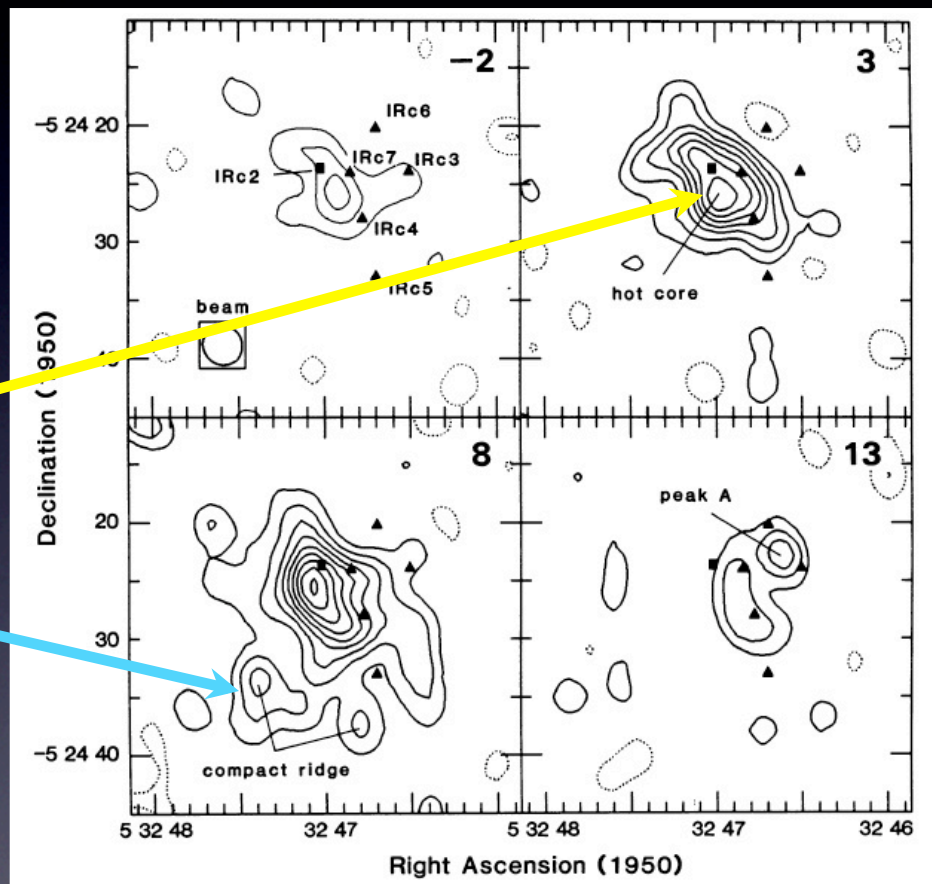 -2
3
-5 24 20
IRc6
IRc7
IRc3
IRc2
IRc4
30
IRc5
hot core
beam
Declination (1950)
8
13
peak A
20
30
-5 24 40
compact ridge
5 32 48
32 47
5 32 48
32 47
32 46
Right Ascension (1950)